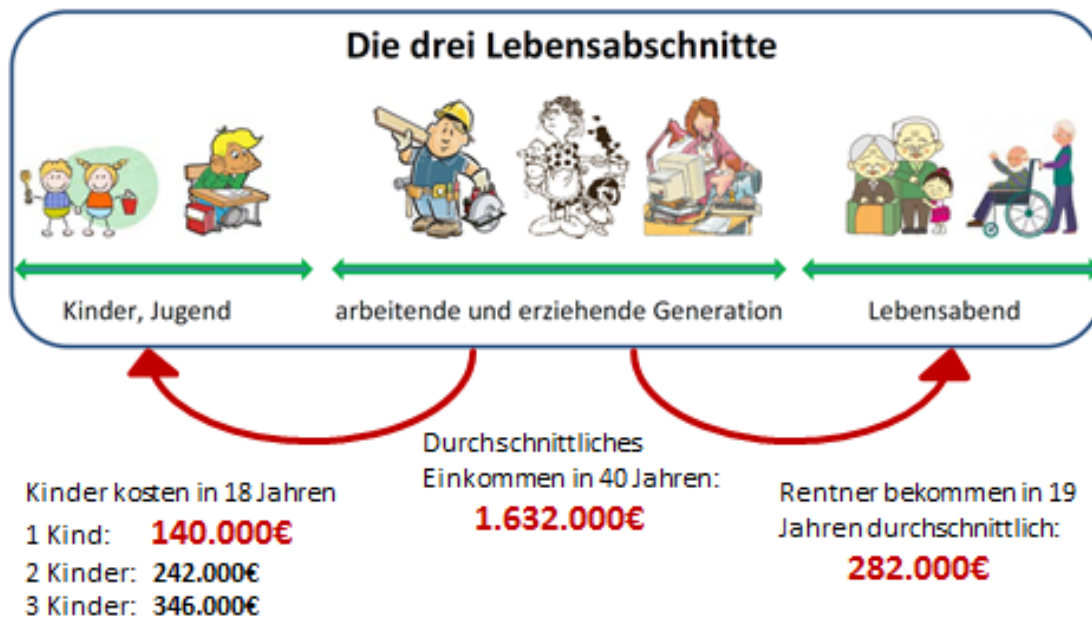 Die drei Lebensabschnitte
Kinder, Jugend
arbeitende und erziehende Generation
Lebensabend
Durchschnittliches
Einkommen in 40 Jahren:
1.632.000€
Kinder kosten in 18 Jahren
1 Kind: 140.000€
2 Kinder: 242.000€
3 Kinder: 346.000€
Rentner bekommen in 19
Jahren durchschnittlich:
282.000€